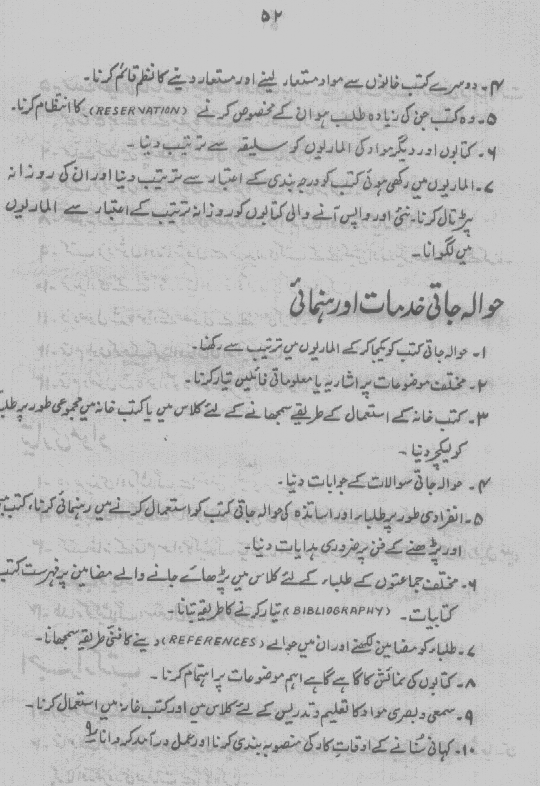 ۵۲
۴۔ دوسرے کتب خانوں سے مواد مستعار لینے اور مستعار دینے کا نظم قائم کرنا۔
۵۔ وہ کتب جن کی زیادہ طلب ہو ان کے مخصوص کرنے (RESERVATION) کا انتظام کرنا۔
۶۔ کتابوں اور دیگر مواد کی الماریوں کو سلیقہ سے ترتیب دینا۔
۷۔ الماریوں میں رکھی ہوئی کتب کو درجہ بندی کے اعتبار سے ترتیب دینا اور ان کی روزانہ
پڑتال کرنا۔ نئی اور واپس آنے والی کتابوں کو روزانہ ترتیب کے اعتبار سے الماریوں
میں لگوانا۔
حوالہ جاتی خدمات اور رہنمائی
۱۔ حوالہ جاتی کتب کو یکجا کر کے الماریوں میں ترتیب سے رکھنا۔
۲۔ مختلف موضوعات پر اشاریہ یا معلوماتی فائلیں تیار کرنا۔
۳۔ کتب خانہ کے استعمال کے طریقے سمجھانے کے لئے کلاس میں یا کتب خانہ میں مجموعی طور پر طلبا
کو لیکچر دینا۔
۴۔ حوالہ جاتی سوالات کے جوابات دینا۔
۵۔ انفرادی طور پر طلباء اور اساتذہ کی حوالہ جاتی کتب کو استعمال کرنے میں رہنمائی کرنا، کتب
اور پڑھنے کے فن پر ضروری ہدایات دینا۔
۶۔ مختلف جماعتوں کے طلباء کے لئے کلاس میں پڑھائے جانے والے مضامین پر فہرست کتب
کتابیات۔ (BIBLIOGRAPHY) تیار کرنے کا طریقہ بتانا۔
۷۔ طلباء کو مضامین لکھنے اور ان میں حوالے (REFERENCES) دینے کا فنی طریقہ سمجھانا۔
۸۔ کتابوں کی نمائش کا گاہے گاہے اہم موضوعات پر اہتمام کرنا۔
۹۔ سمعی و بصری مواد کا تعلیم و تدریس کے لئے کلاس میں اور کتب خانہ میں استعمال کرنا۔
۱۰۔ کہانی سُنانے کے اوقاتِ کار کی منصوبہ بندی کرنا اور عمل درآمد کروانا۔